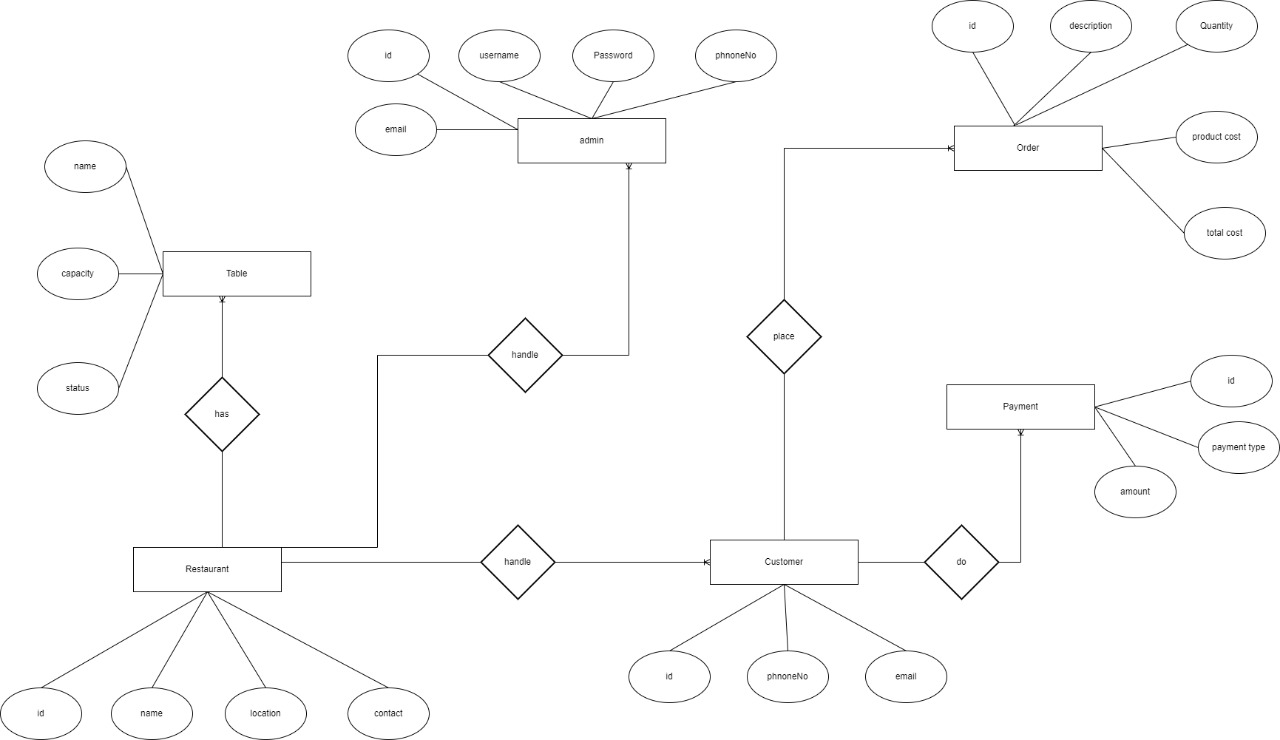 id
description
Quantity
id
username
Password
phnoneNo
email
admin
product cost
Order
name
total cost
capacity
Table
place
handle
id
status
Payment
has
payment type
amount
Restaurant
handle
Customer
do
id
phnoneNo
email
id
name
location
contact